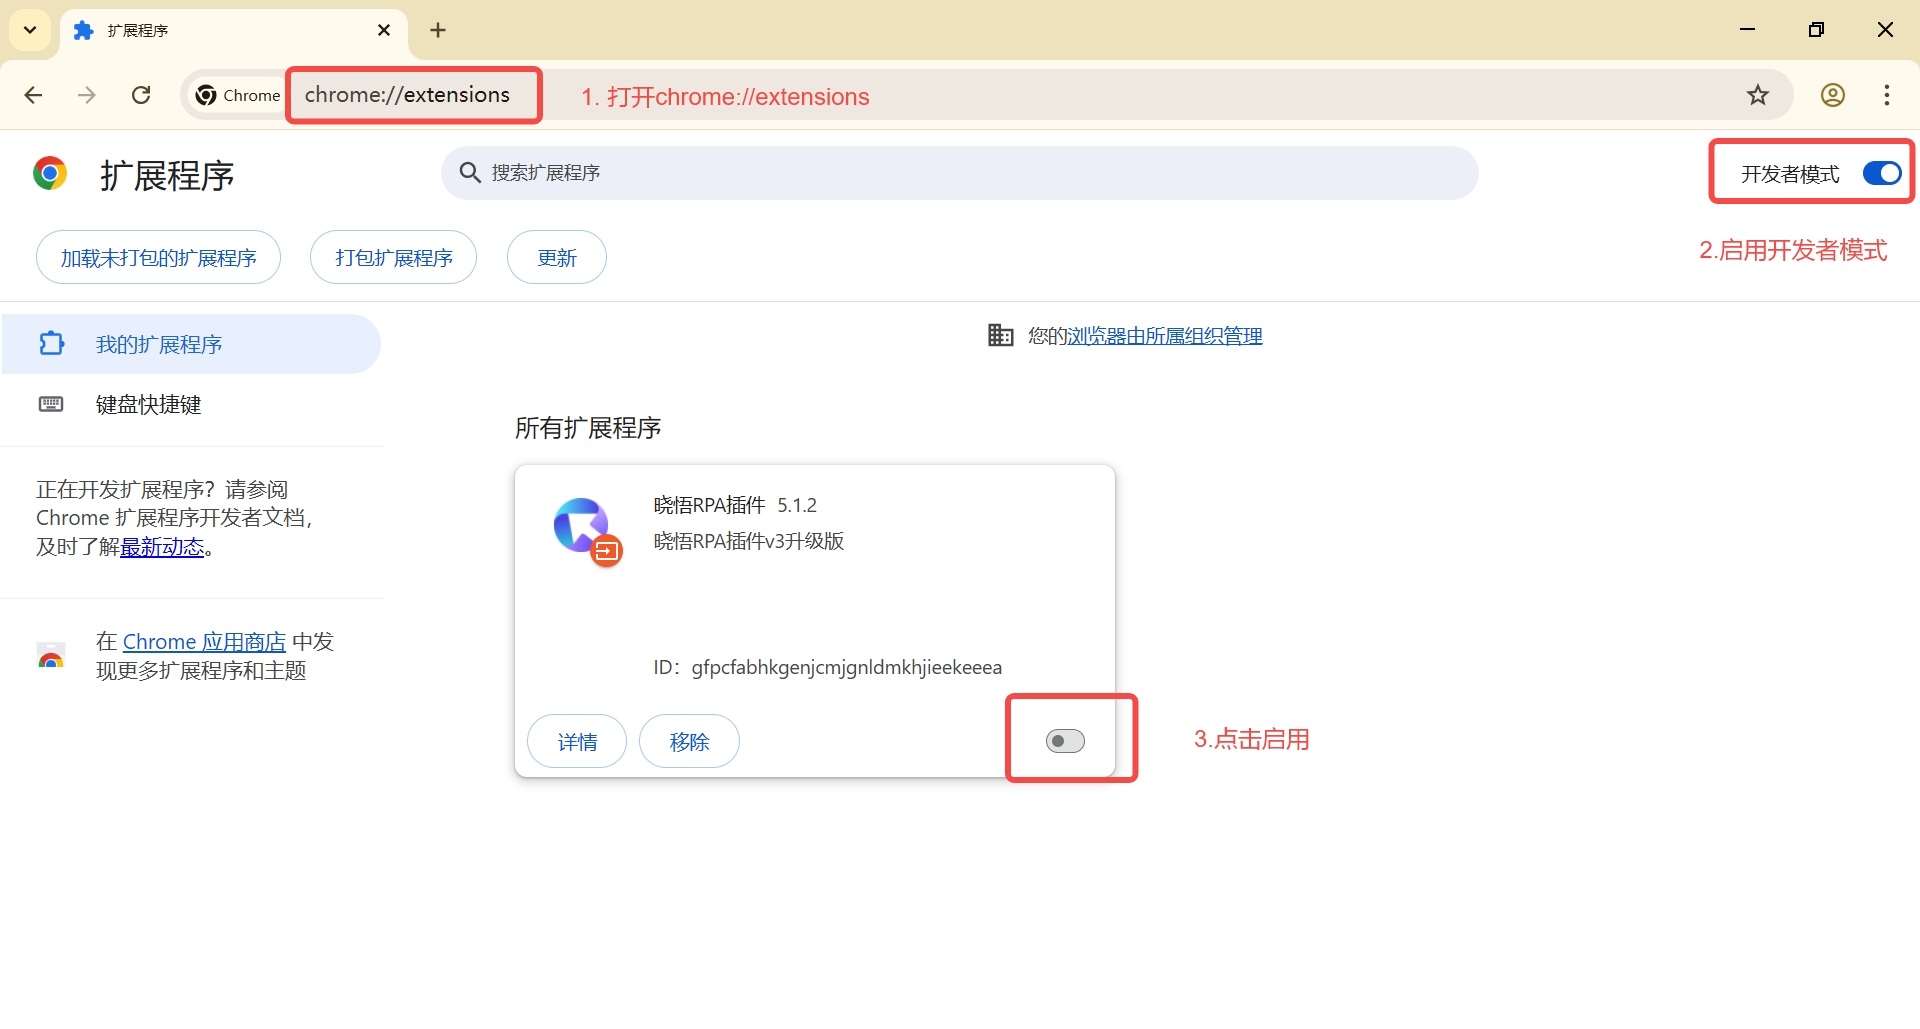 扩展程序
Chrome
chrome://extensions
1. 打开chrome://extensions
扩展程序
搜索扩展程序
开发者模式
加载未打包的扩展程序
打包扩展程序
更新
2.启用开发者模式
我的扩展程序
您的浏览器由所属组织管理
键盘快捷键
所有扩展程序
正在开发扩展程序？请参阅
Chrome 扩展程序开发者文档，
及时了解最新动态。
晓悟RPA插件 5.1.2
晓悟RPA插件v3升级版
在 Chrome 应用商店 中发
现更多扩展程序和主题
ID：gfpcfabhkgenjcmjgnldmkhjieekeeea
详情
移除
3.点击启用